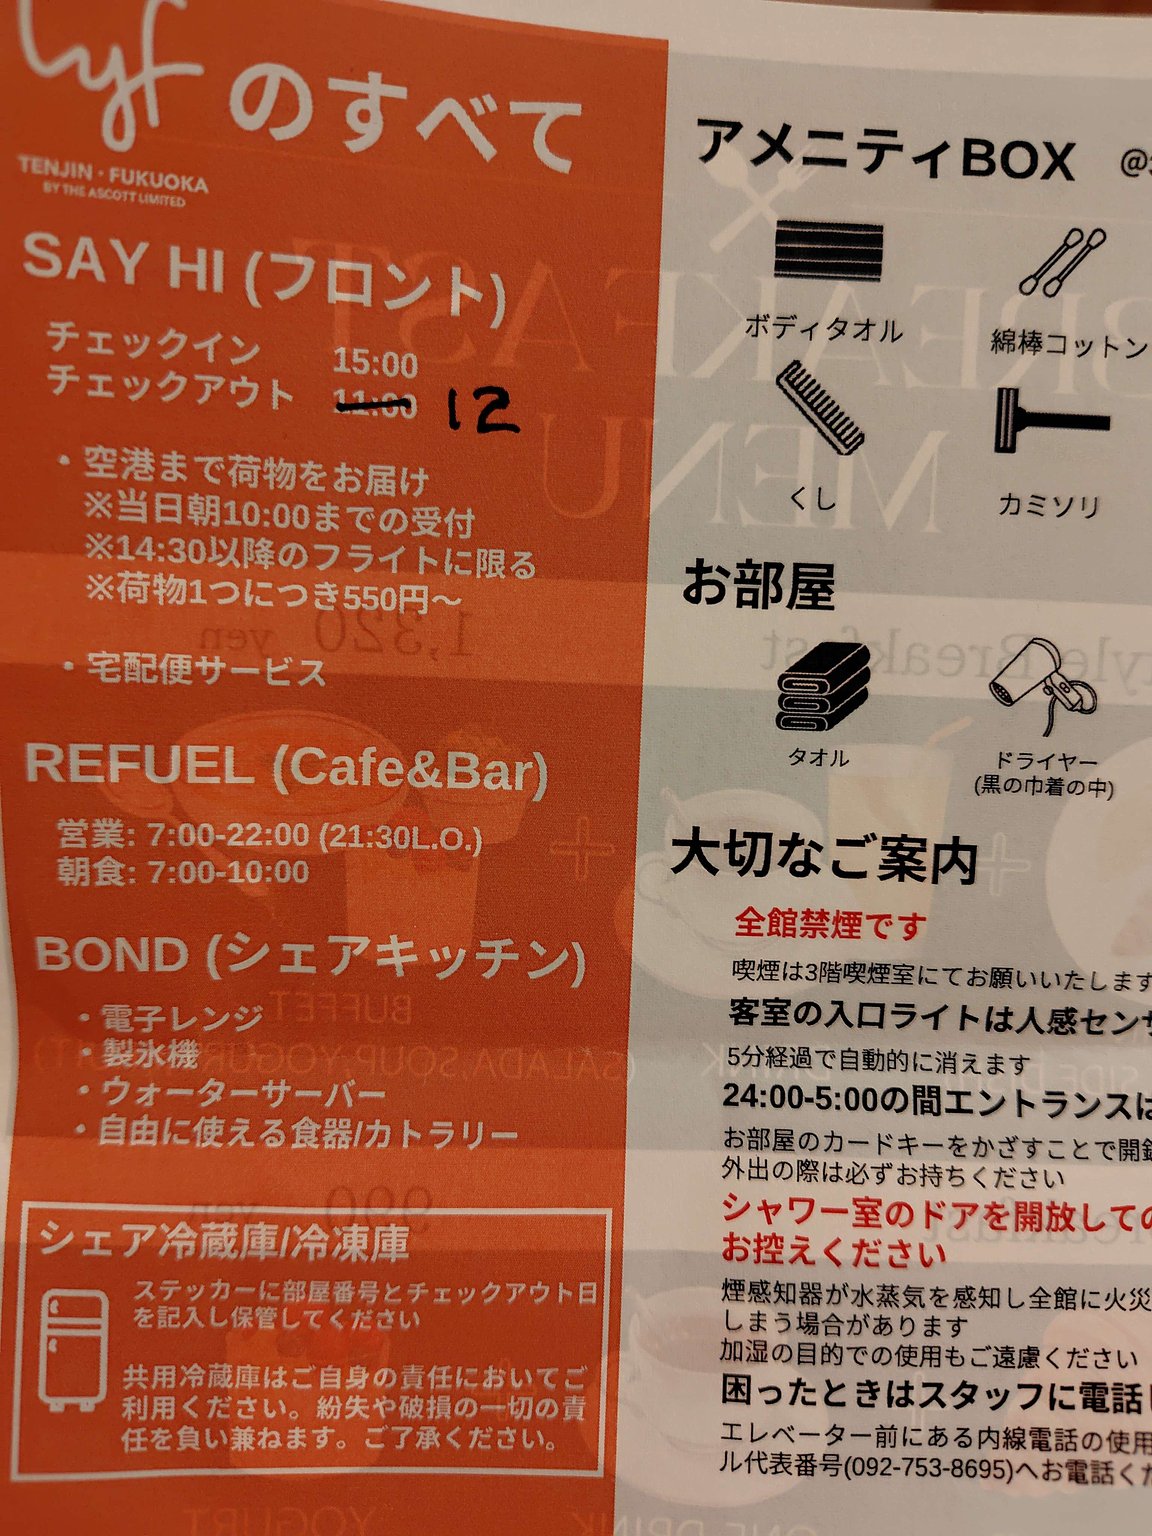 lyf のすべて
TENJIN・FUKUOKA
BY THE ASCOTT LIMITED
SAY HI (フロント)
チェックイン 15:00
チェックアウト 11:00 12
・空港まで荷物をお届け
※当日朝10:00までの受付
※14:30以降のフライトに限る
※荷物1つにつき550円～
・宅配便サービス
REFUEL (Cafe&Bar)
営業: 7:00-22:00 (21:30L.O.)
朝食: 7:00-10:00
BOND (シェアキッチン)
・電子レンジ
・製氷機
・ウォーターサーバー
・自由に使える食器/カトラリー
シェア冷蔵庫/冷凍庫
ステッカーに部屋番号とチェックアウト日
を記入し保管してください
共用冷蔵庫はご自身の責任においてご
利用ください。紛失や破損の一切の責
任を負い兼ねます。ご了承ください。
アメニティBOX @
ボディタオル
綿棒コットン
くし
カミソリ
お部屋
タオル
ドライヤー
(黒の巾着の中)
大切なご案内
全館禁煙です
喫煙は3階喫煙室にてお願いいたします
客室の入口ライトは人感センサ
5分経過で自動的に消えます
24:00-5:00の間エントランスは
お部屋のカードキーをかざすことで開錠
外出の際は必ずお持ちください
シャワー室のドアを開放しての
お控えください
煙感知器が水蒸気を感知し全館に火災
しまう場合があります
加湿の目的での使用もご遠慮ください
困ったときはスタッフに電話し
エレベーター前にある内線電話の使用
ル代表番号(092-753-8695)へお電話くだ